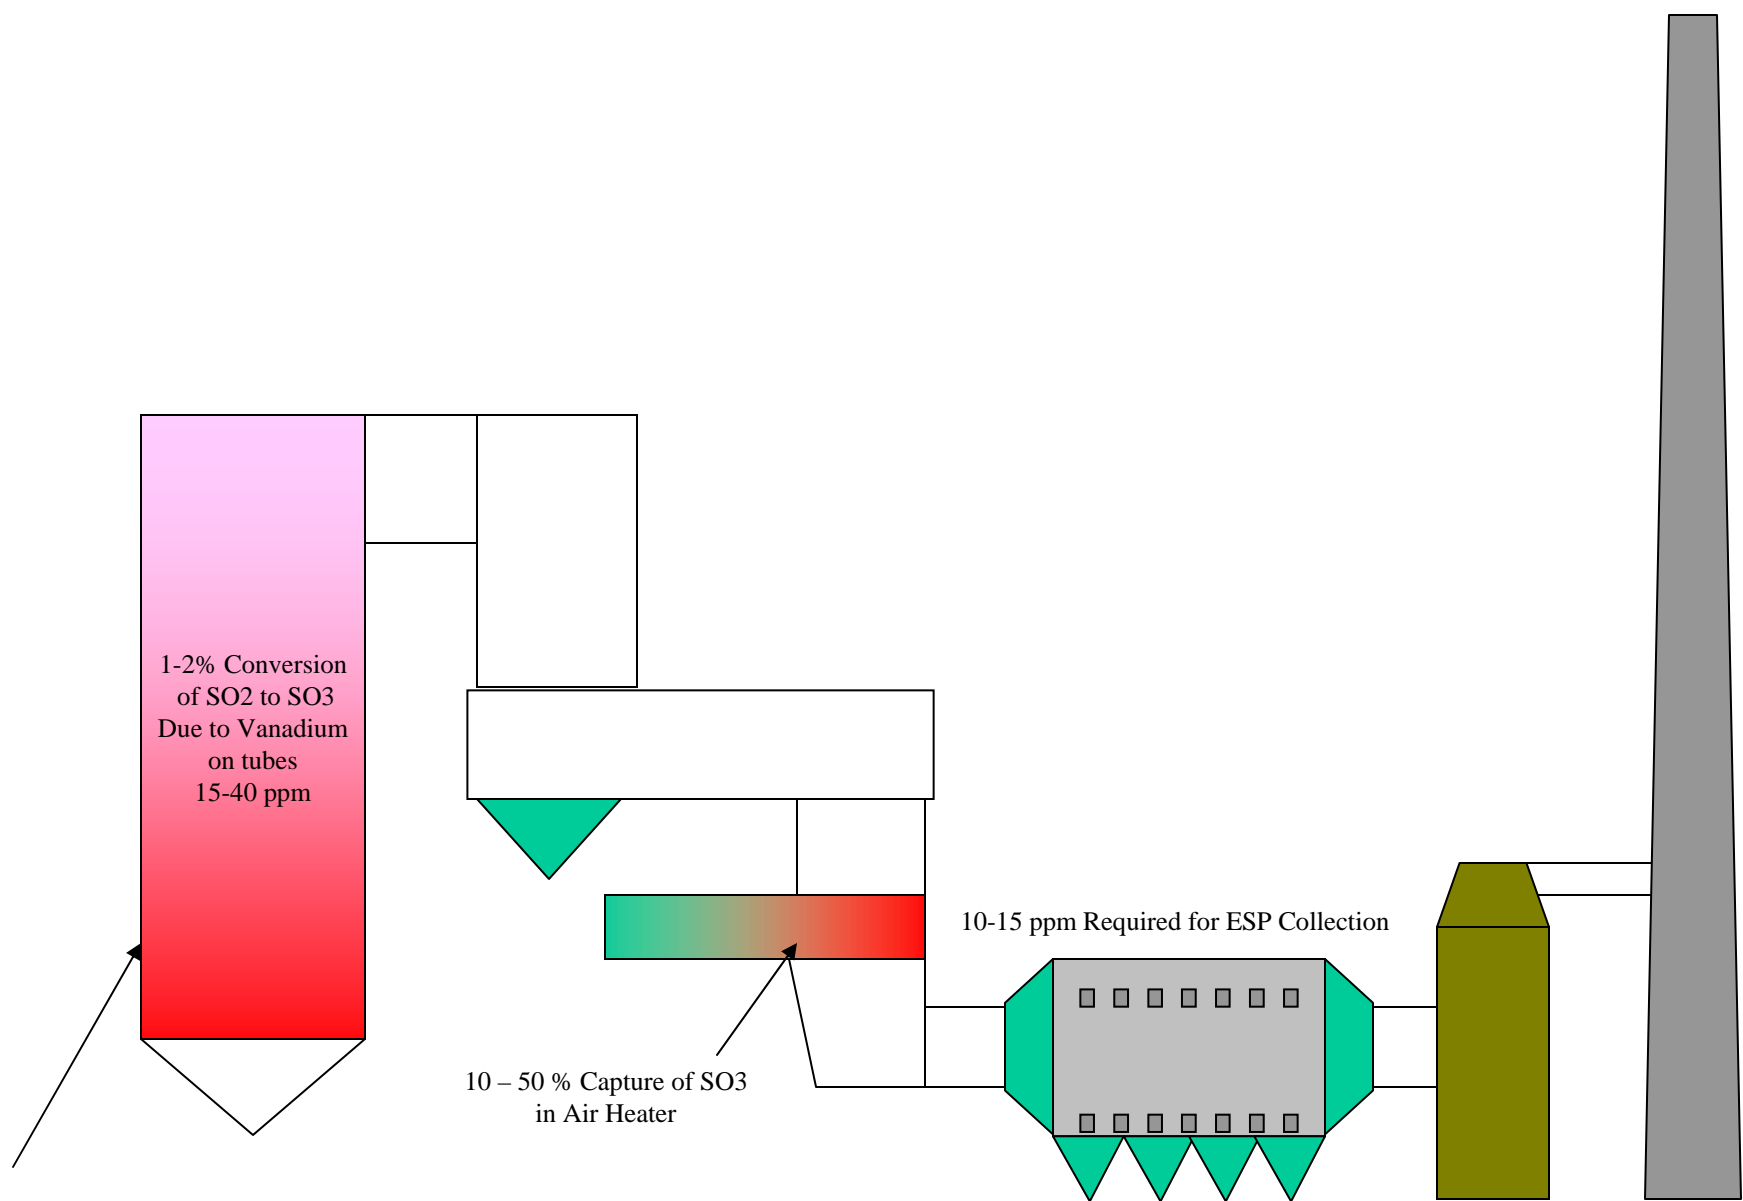 1-2% Conversion
of SO2 to SO3
Due to Vanadium
on tubes
15-40 ppm
10-15 ppm Required for ESP Collection
10 – 50 % Capture of SO3
in Air Heater